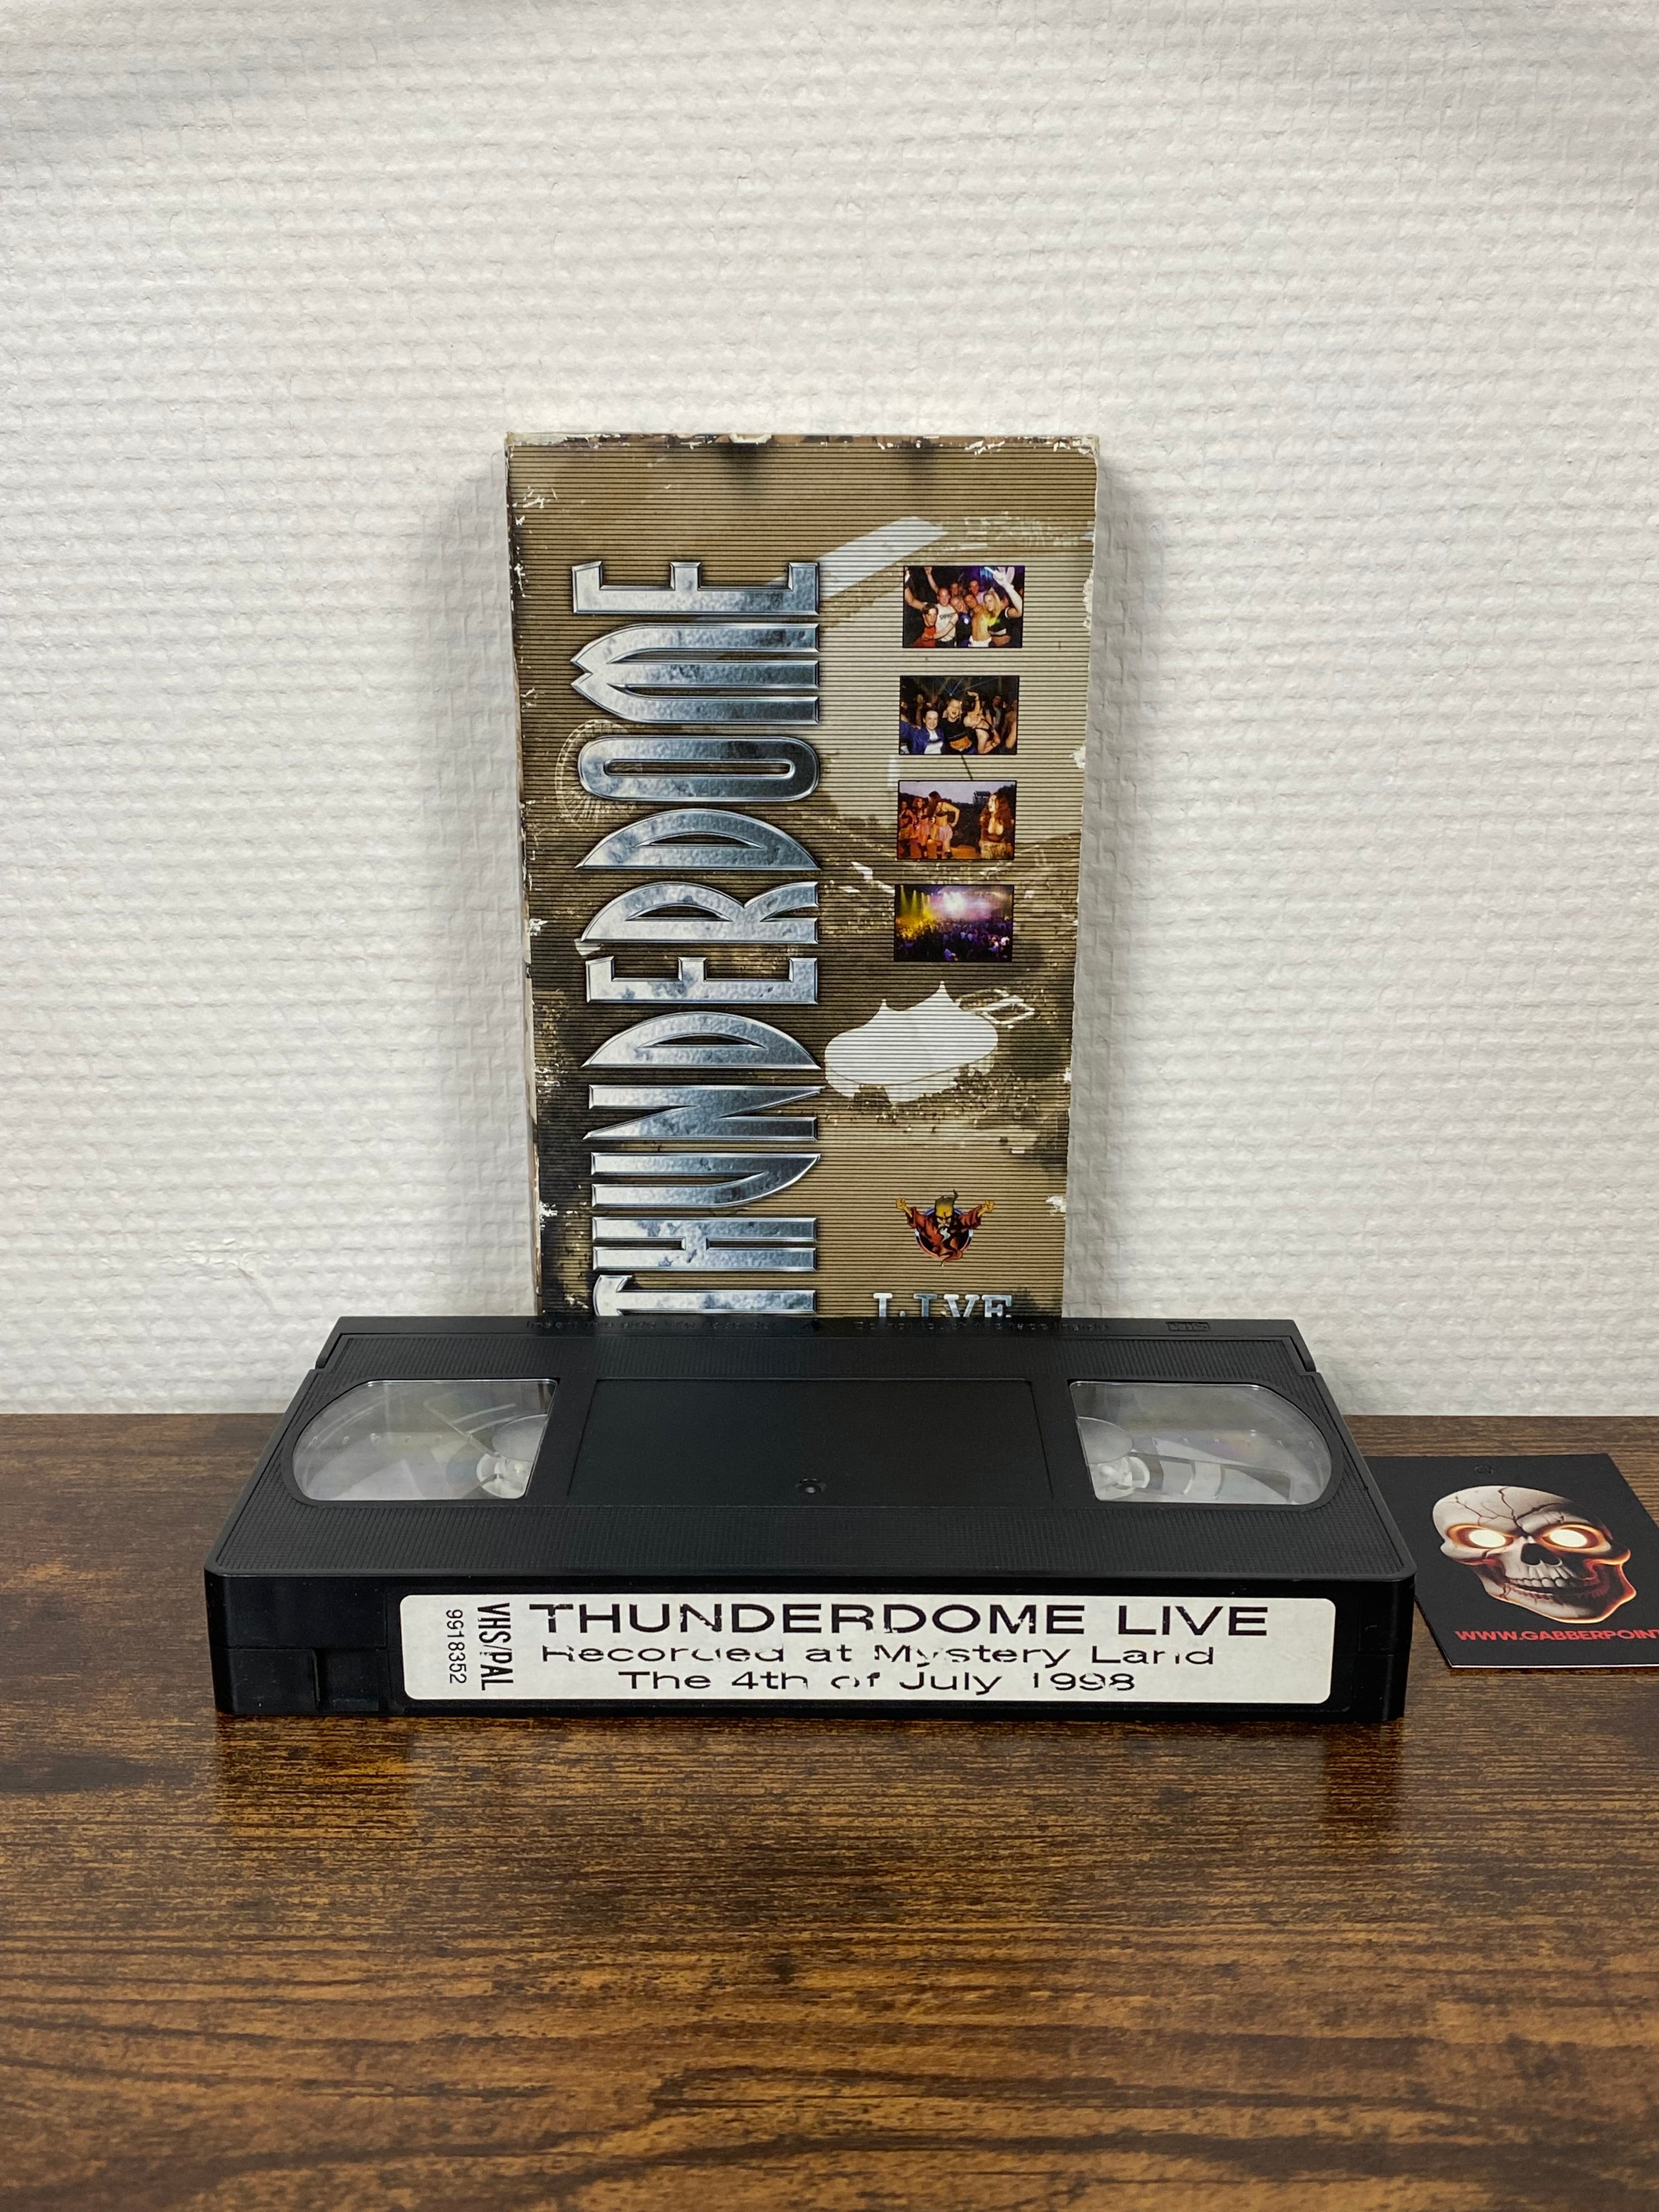 THUNDERDOME
LIVE
THUNDERDOME LIVE
Recorded at Mystery Land
The 4th of July 1998
VHS/PAL
9918352
WWW.GABBERPOINT